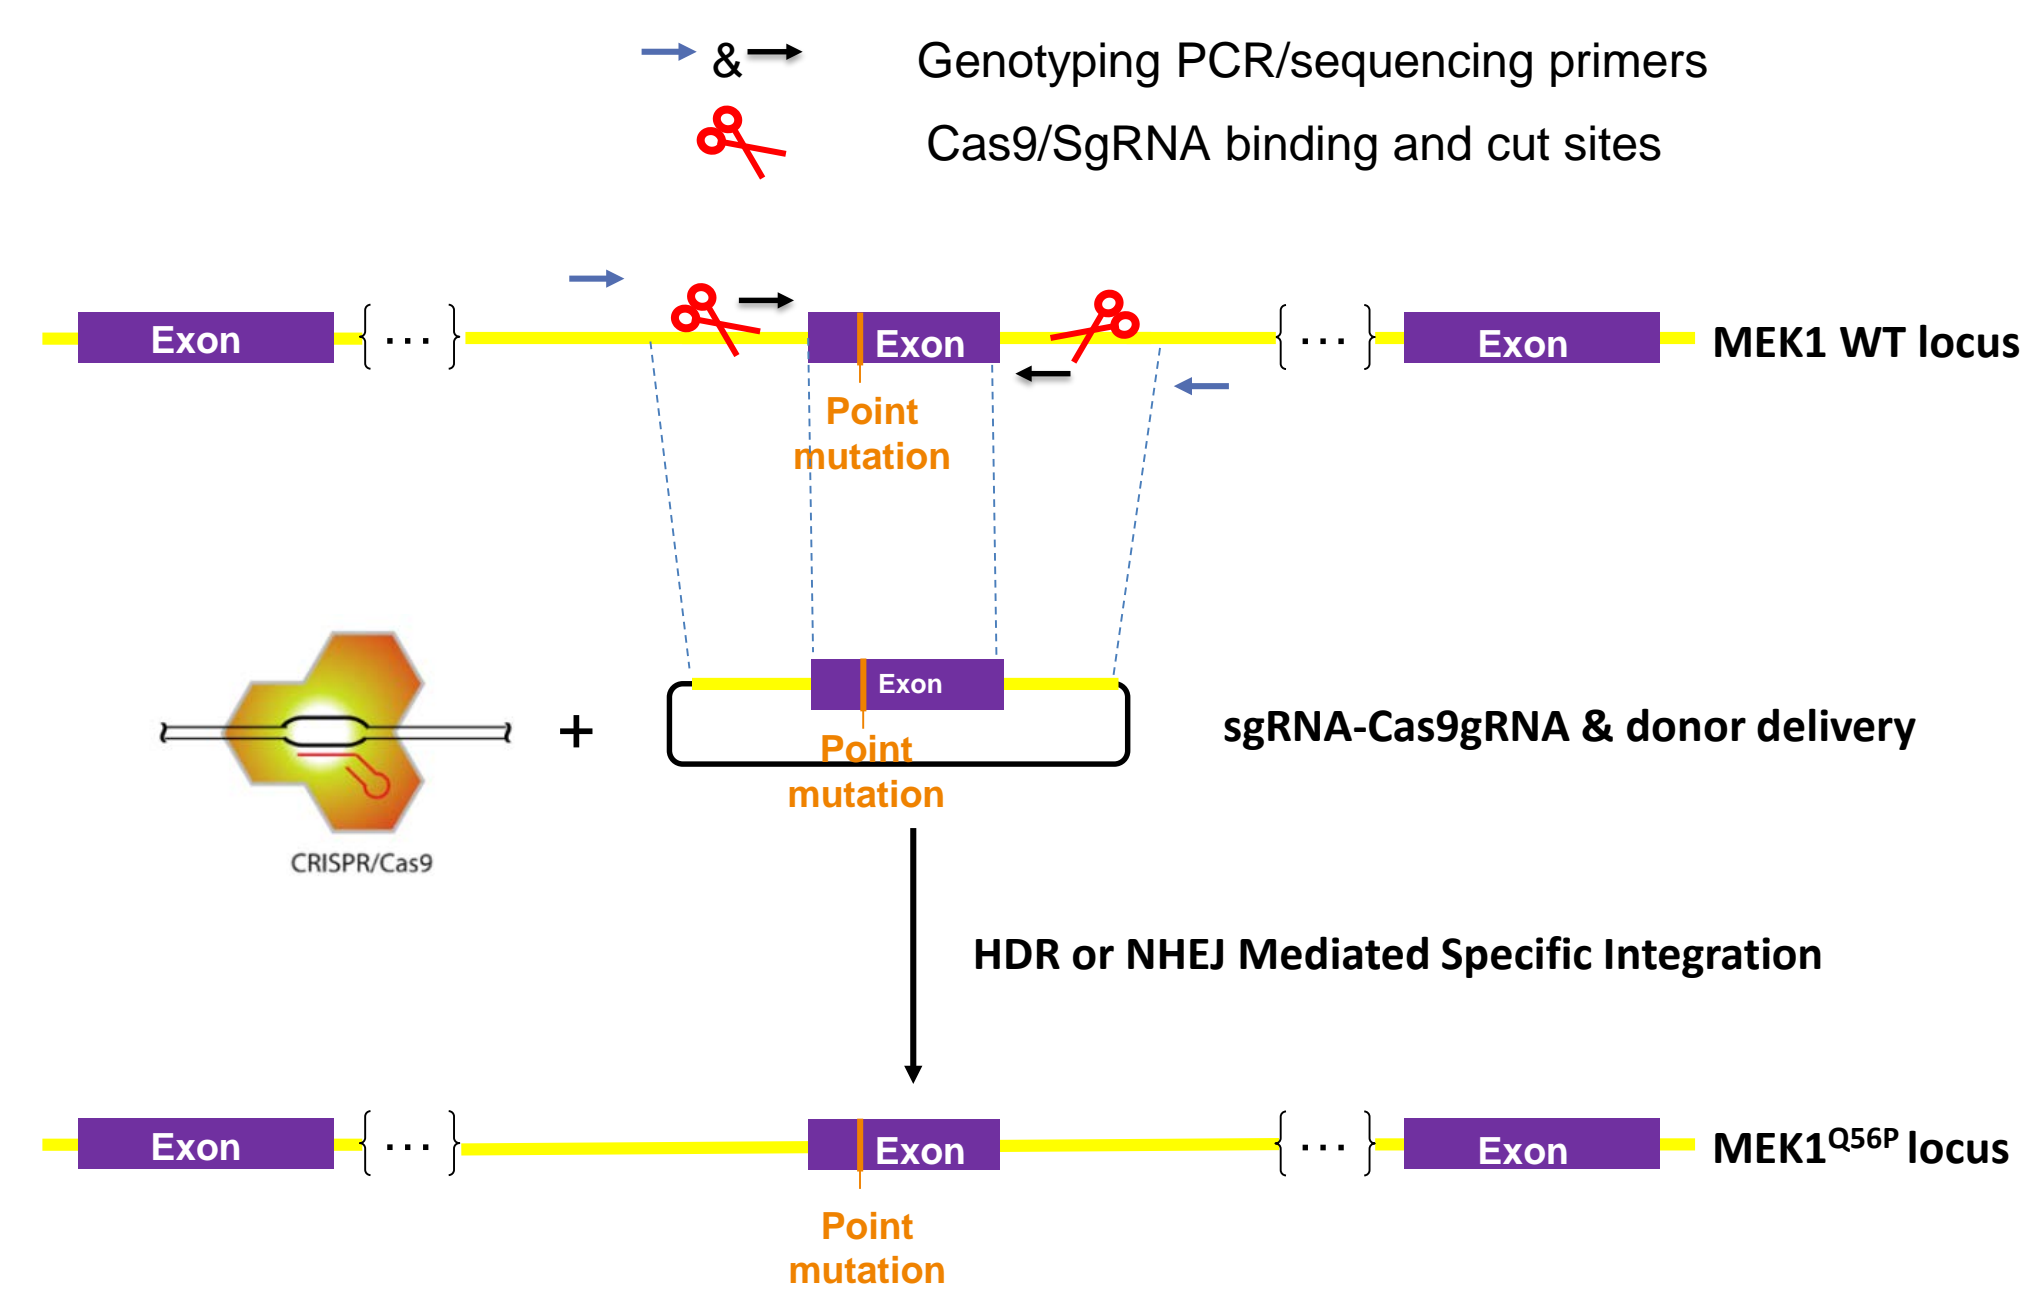 & Genotyping PCR/sequencing primers
Cas9/SgRNA binding and cut sites
Exon { ... } Exon { ... } Exon MEK1 WT locus
Point
mutation
Exon
+ sgRNA-Cas9gRNA & donor delivery
Point
mutation
CRISPR/Cas9
HDR or NHEJ Mediated Specific Integration
Exon { ... } Exon { ... } Exon MEK1Q56P locus
Point
mutation